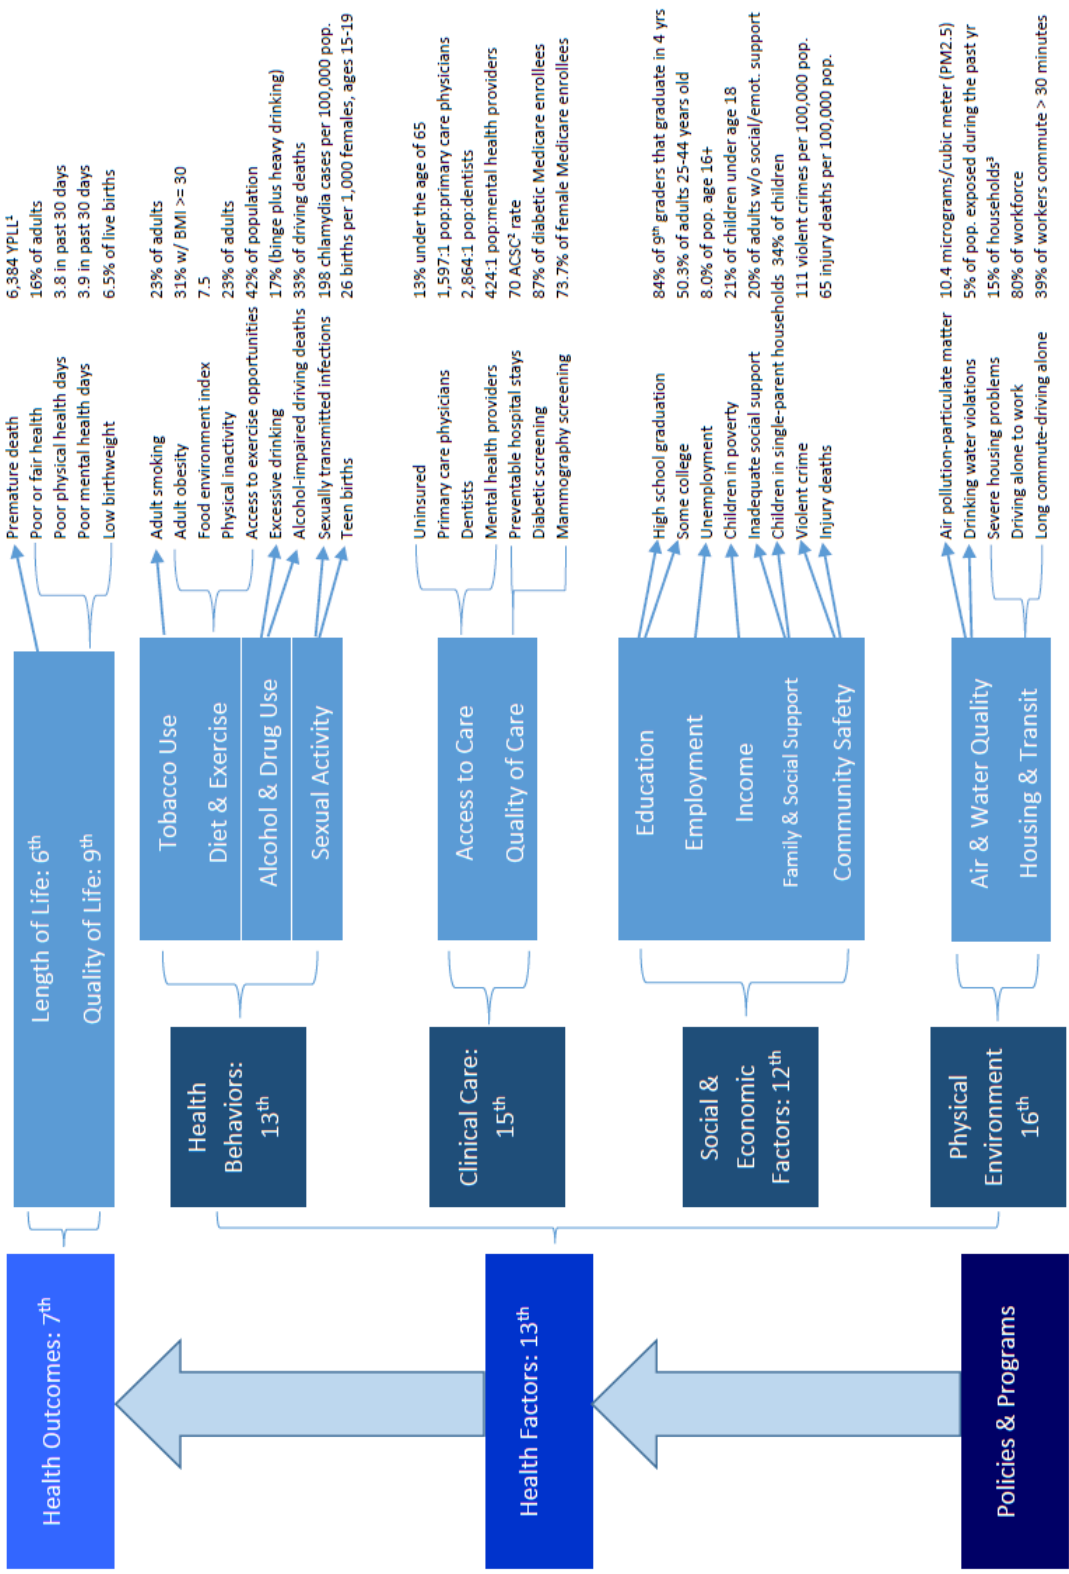 Health Outcomes: 7th
Length of Life: 6th
Quality of Life: 9th
Premature death 6,384 YPLL¹
Poor or fair health 16% of adults
Poor physical health days 3.8 in past 30 days
Poor mental health days 3.9 in past 30 days
Low birthweight 6.5% of live births
Health Factors: 13th
Health
Behaviors:
13th
Tobacco Use
Diet & Exercise
Alcohol & Drug Use
Sexual Activity
Adult smoking 23% of adults
Adult obesity 31% w/ BMI >= 30
Food environment index 7.5
Physical inactivity 23% of adults
Access to exercise opportunities 42% of population
Excessive drinking 17% (binge plus heavy drinking)
Alcohol-impaired driving deaths 33% of driving deaths
Sexually transmitted infections 198 chlamydia cases per 100,000 pop.
Teen births 26 births per 1,000 females, ages 15-19
Clinical Care:
15th
Access to Care
Quality of Care
Uninsured 13% under the age of 65
Primary care physicians 1,597:1 pop:primary care physicians
Dentists 2,864:1 pop:dentists
Mental health providers 424:1 pop:mental health providers
Preventable hospital stays 70 ACSC² rate
Diabetic screening 87% of diabetic Medicare enrollees
Mammography screening 73.7% of female Medicare enrollees
Social &
Economic
Factors: 12th
Education
Employment
Income
Family & Social Support
Community Safety
High school graduation 84% of 9th graders that graduate in 4 yrs
Some college 50.3% of adults 25-44 years old
Unemployment 8.0% of pop. age 16+
Children in poverty 21% of children under age 18
Inadequate social support 20% of adults w/o social/emot. support
Children in single-parent households 34% of children
Violent crime 111 violent crimes per 100,000 pop.
Injury deaths 65 injury deaths per 100,000 pop.
Policies & Programs
Physical
Environment
16th
Air & Water Quality
Housing & Transit
Air pollution-particulate matter 10.4 micrograms/cubic meter (PM2.5)
Drinking water violations 5% of pop. exposed during the past yr
Severe housing problems 15% of households³
Driving alone to work 80% of workforce
Long commute-driving alone 39% of workers commute > 30 minutes